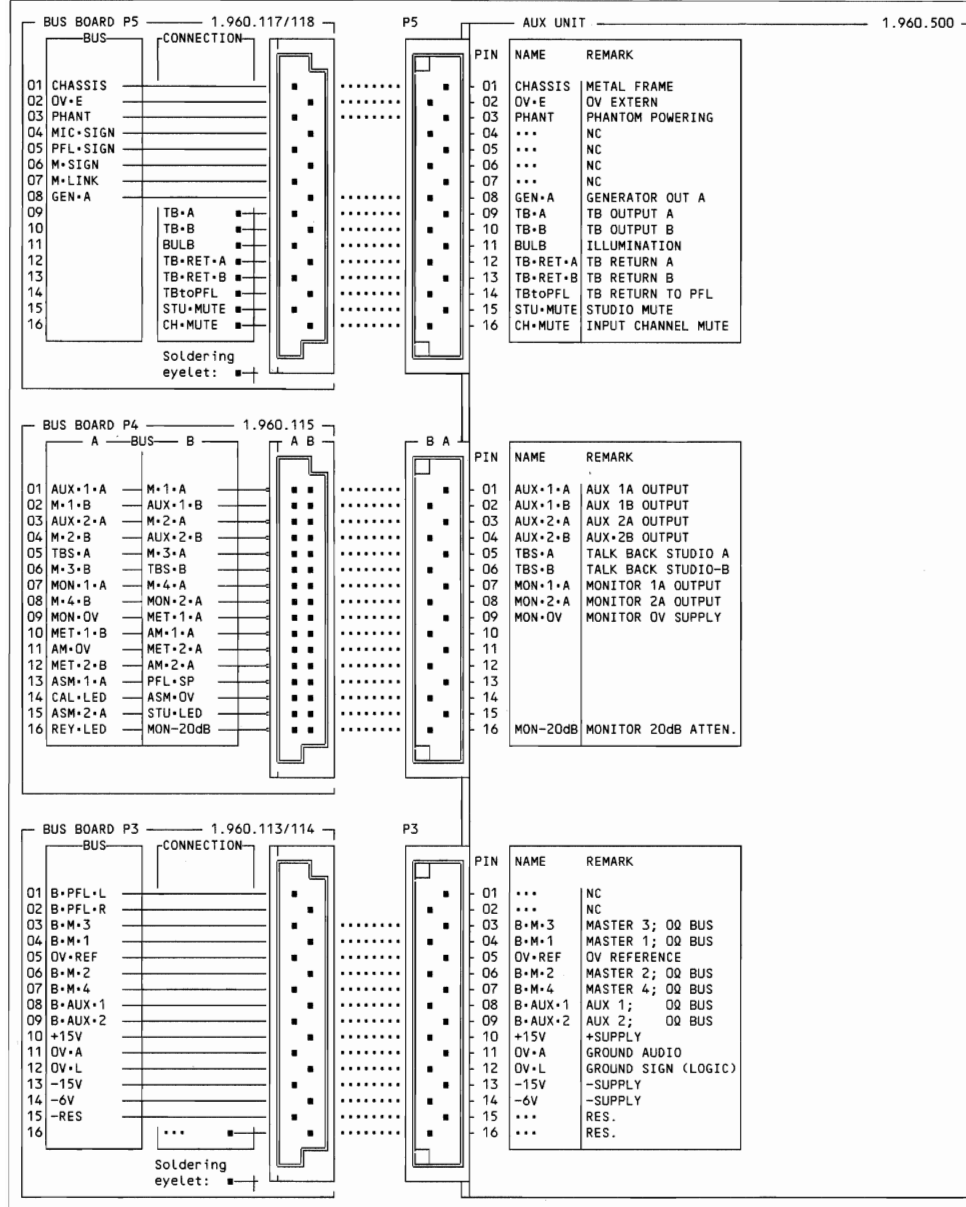 BUS BOARD P5 1.960.117/118 P5 AUX UNIT 1.960.500
BUS CONNECTION
PIN NAME REMARK
01 CHASSIS 01 CHASSIS METAL FRAME
02 0V•E 02 0V•E 0V EXTERN
03 PHANT 03 PHANT PHANTOM POWERING
04 MIC•SIGN 04 ••• NC
05 PFL•SIGN 05 ••• NC
06 M•SIGN 06 ••• NC
07 M•LINK 07 ••• NC
08 GEN•A 08 GEN•A GENERATOR OUT A
09 TB•A 09 TB•A TB OUTPUT A
10 TB•B 10 TB•B TB OUTPUT B
11 BULB 11 BULB ILLUMINATION
12 TB•RET•A 12 TB•RET•A TB RETURN A
13 TB•RET•B 13 TB•RET•B TB RETURN B
14 TBtoPFL 14 TBtoPFL TB RETURN TO PFL
15 STU•MUTE 15 STU•MUTE STUDIO MUTE
16 CH•MUTE 16 CH•MUTE INPUT CHANNEL MUTE
Soldering
eyelet:
BUS BOARD P4 1.960.115
A BUS B A B B A
PIN NAME REMARK
01 AUX•1•A M•1•A 01 AUX•1•A AUX 1A OUTPUT
02 M•1•B AUX•1•B 02 AUX•1•B AUX 1B OUTPUT
03 AUX•2•A M•2•A 03 AUX•2•A AUX 2A OUTPUT
04 M•2•B AUX•2•B 04 AUX•2•B AUX•2B OUTPUT
05 TBS•A M•3•A 05 TBS•A TALK BACK STUDIO A
06 M•3•B TBS•B 06 TBS•B TALK BACK STUDIO-B
07 MON•1•A M•4•A 07 MON•1•A MONITOR 1A OUTPUT
08 M•4•B MON•2•A 08 MON•2•A MONITOR 2A OUTPUT
09 MON•0V MET•1•A 09 MON•0V MONITOR 0V SUPPLY
10 MET•1•B AM•1•A 10
11 AM•0V MET•2•A 11
12 MET•2•B AM•2•A 12
13 ASM•1•A PFL•SP 13
14 CAL•LED ASM•0V 14
15 ASM•2•A STU•LED 15
16 REY•LED MON-20dB 16 MON-20dB MONITOR 20dB ATTEN.
BUS BOARD P3 1.960.113/114 P3
BUS CONNECTION
PIN NAME REMARK
01 B•PFL•L 01 ••• NC
02 B•PFL•R 02 ••• NC
03 B•M•3 03 B•M•3 MASTER 3; 0Ω BUS
04 B•M•1 04 B•M•1 MASTER 1; 0Ω BUS
05 0V•REF 05 0V•REF 0V REFERENCE
06 B•M•2 06 B•M•2 MASTER 2; 0Ω BUS
07 B•M•4 07 B•M•4 MASTER 4; 0Ω BUS
08 B•AUX•1 08 B•AUX•1 AUX 1; 0Ω BUS
09 B•AUX•2 09 B•AUX•2 AUX 2; 0Ω BUS
10 +15V 10 +15V +SUPPLY
11 0V•A 11 0V•A GROUND AUDIO
12 0V•L 12 0V•L GROUND SIGN (LOGIC)
13 -15V 13 -15V -SUPPLY
14 -6V 14 -6V -SUPPLY
15 -RES 15 ••• RES.
16 ••• 16 ••• RES.
Soldering
eyelet: